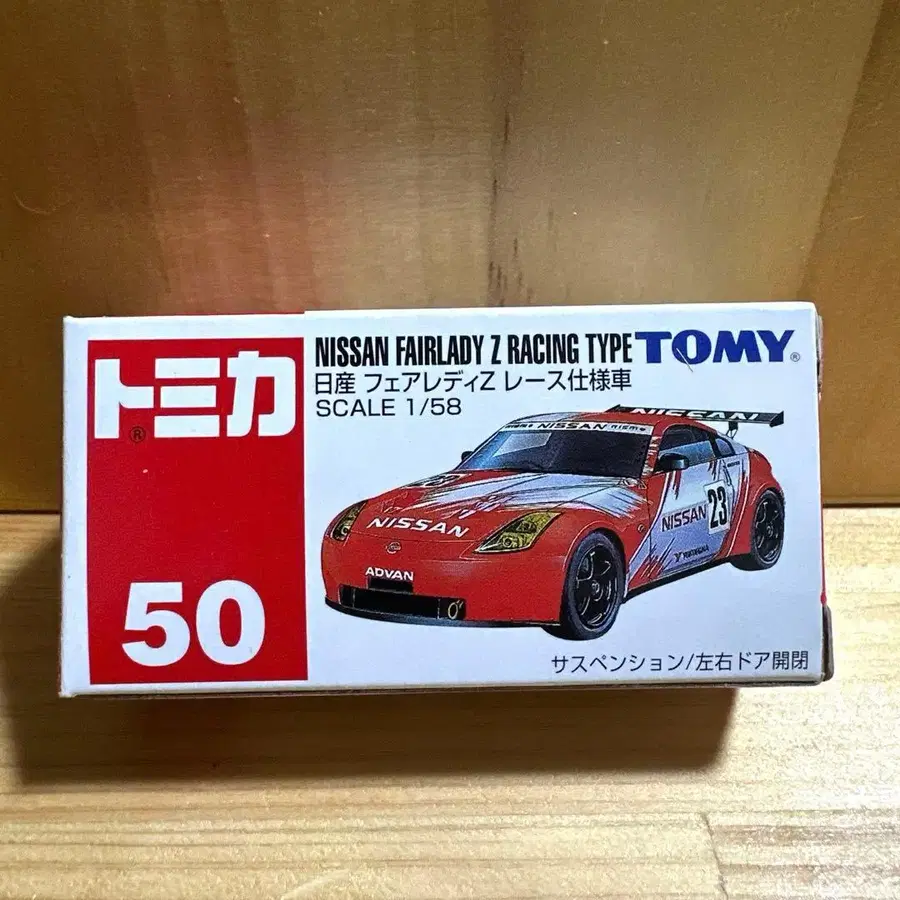 トミカ®
50
NISSAN FAIRLADY Z RACING TYPE TOMY®
日産 フェアレディZ レース仕様車
SCALE 1/58
NISSAN
NISSAN nismo
NISSAN
ADVAN
NISSAN 23
サスペンション/左右ドア開閉